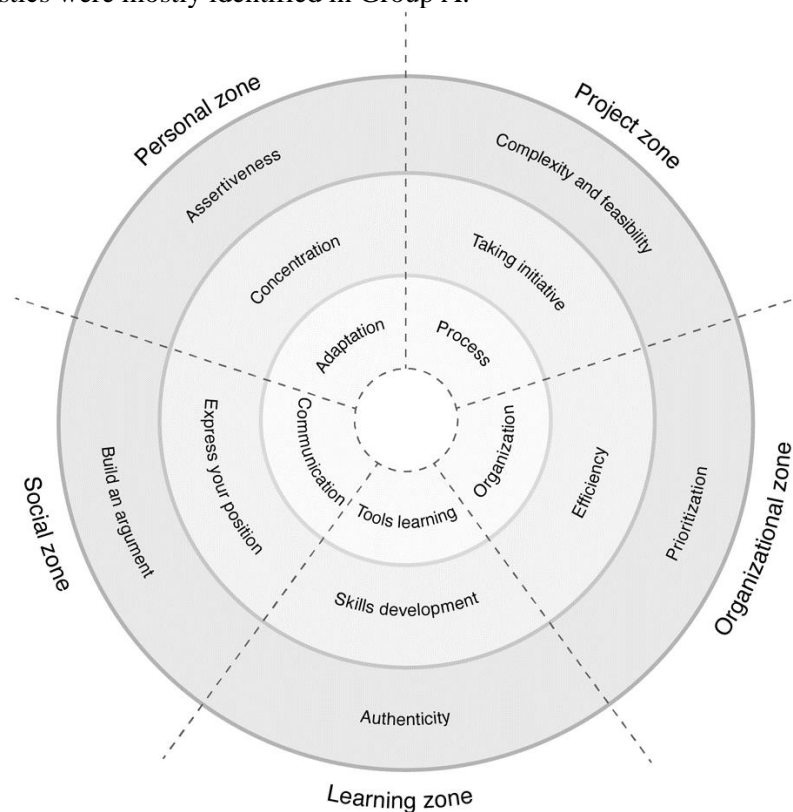 were mostly identified in Group A.
Personal zone
Project zone
Assertiveness
Complexity and feasibility
Concentration
Taking initiative
Adaptation
Process
Communication
Organization
Express your position
Efficiency
Build an argument
Prioritization
Social zone
Organizational zone
Tools learning
Skills development
Authenticity
Learning zone